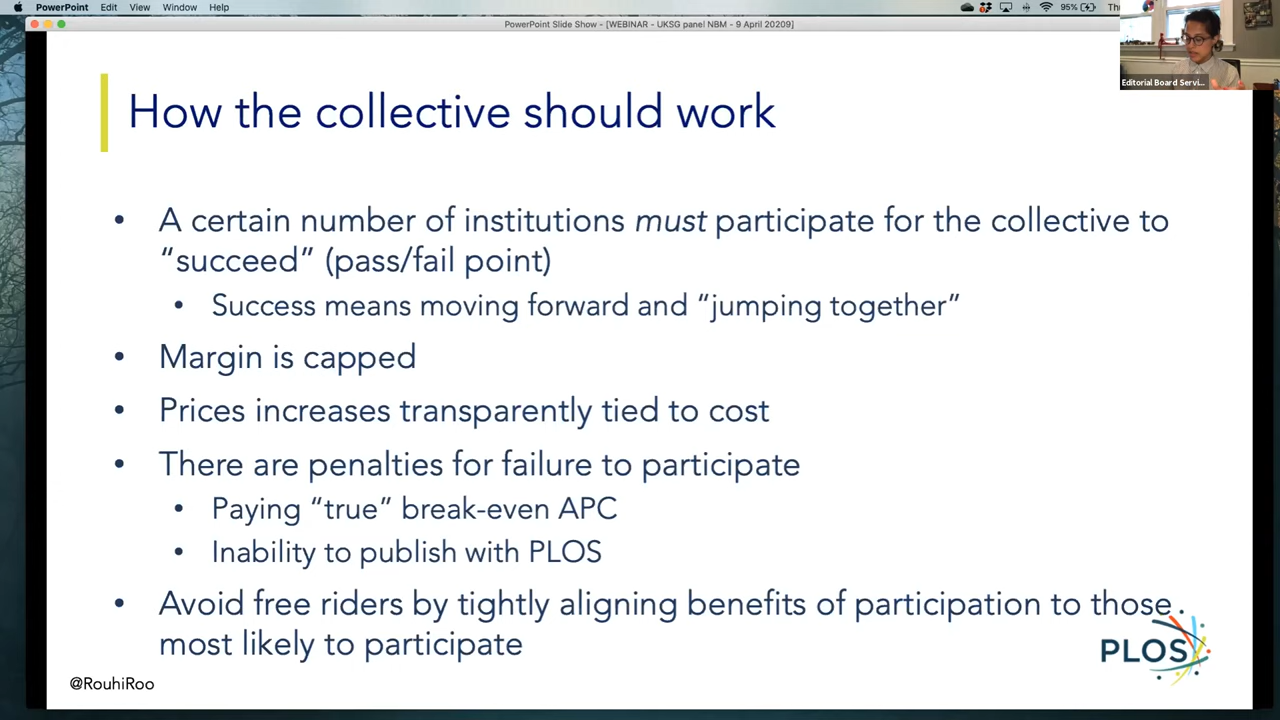 PowerPoint Edit View Window Help 95% Thu
PowerPoint Slide Show - [WEBINAR - UKSG panel NBM - 9 April 20209]
Editorial Board Servi...
How the collective should work
• A certain number of institutions must participate for the collective to
“succeed” (pass/fail point)
• Success means moving forward and “jumping together”
• Margin is capped
• Prices increases transparently tied to cost
• There are penalties for failure to participate
• Paying “true” break-even APC
• Inability to publish with PLOS
• Avoid free riders by tightly aligning benefits of participation to those
most likely to participate
PLOS
@RouhiRoo